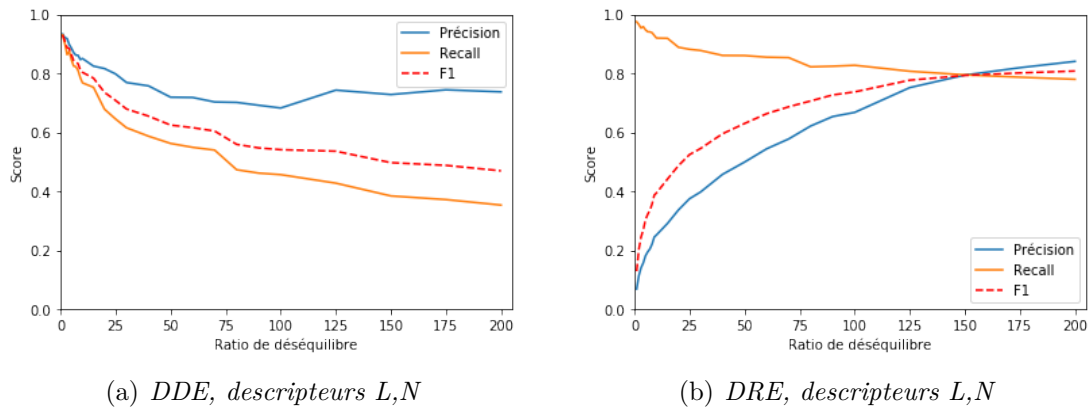 1.0
0.8
0.6
0.4
0.2
0.0
Score
0 25 50 75 100 125 150 175 200
Ratio de déséquilibre
Précision
Recall
F1
(a) DDE, descripteurs L,N
1.0
0.8
0.6
0.4
0.2
0.0
Score
0 25 50 75 100 125 150 175 200
Ratio de déséquilibre
Précision
Recall
F1
(b) DRE, descripteurs L,N